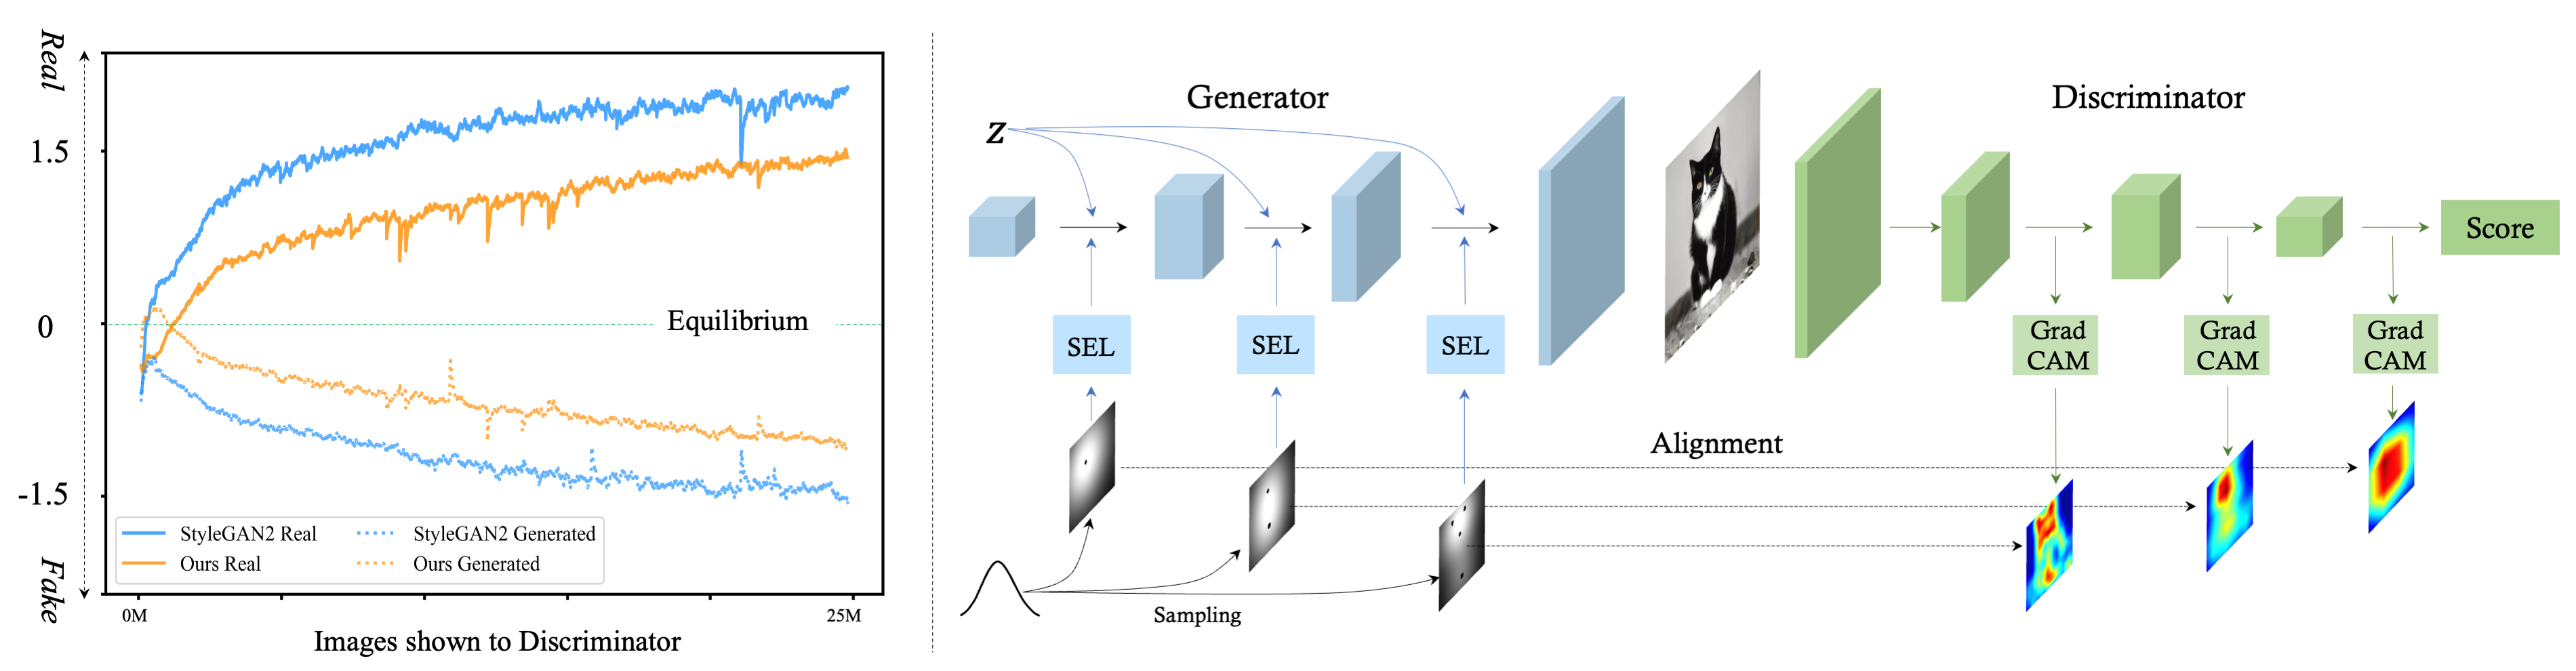 Real
1.5
0
-1.5
Fake
Equilibrium
StyleGAN2 Real
StyleGAN2 Generated
Ours Real
Ours Generated
0M
25M
Images shown to Discriminator
Generator
Discriminator
z
Score
SEL
SEL
SEL
Grad
CAM
Grad
CAM
Grad
CAM
Alignment
Sampling